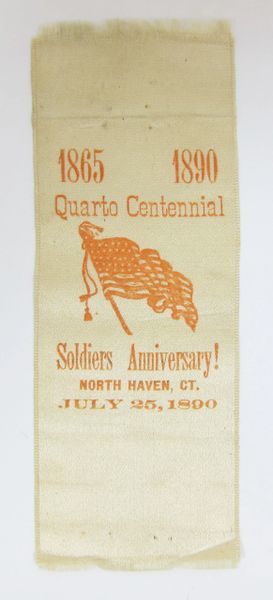 1865 1890
Quarto Centennial
Soldiers Anniversary!
NORTH HAVEN, CT.
JULY 25, 1890